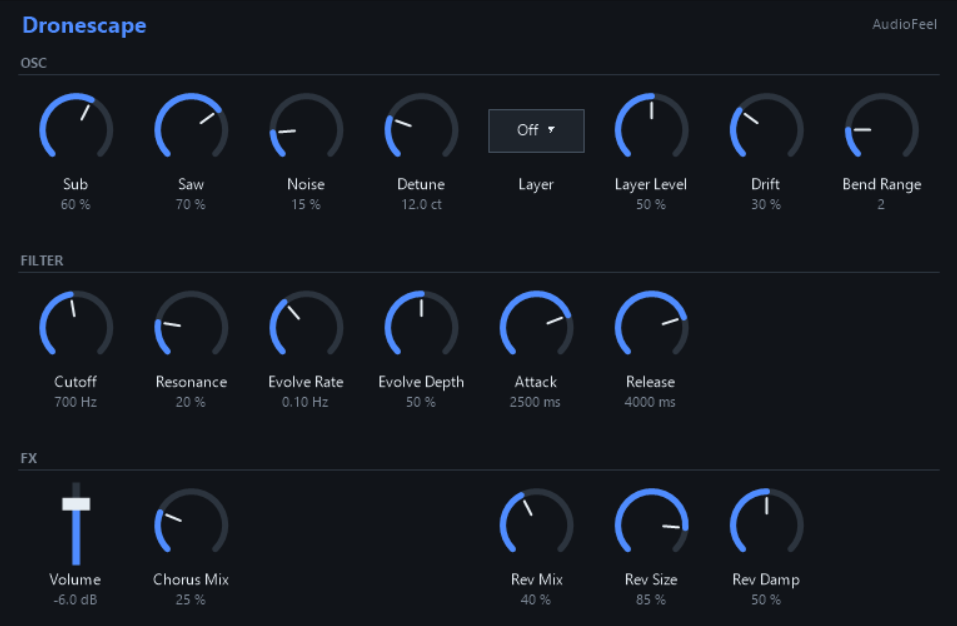 Dronescape
AudioFeel
OSC
Off
Sub
Saw
Noise
Detune
Layer
Layer Level
Drift
Bend Range
60 %
70 %
15 %
12.0 ct
50 %
30 %
2
FILTER
Cutoff
Resonance
Evolve Rate
Evolve Depth
Attack
Release
700 Hz
20 %
0.10 Hz
50 %
2500 ms
4000 ms
FX
Volume
Chorus Mix
Rev Mix
Rev Size
Rev Damp
-6.0 dB
25 %
40 %
85 %
50 %